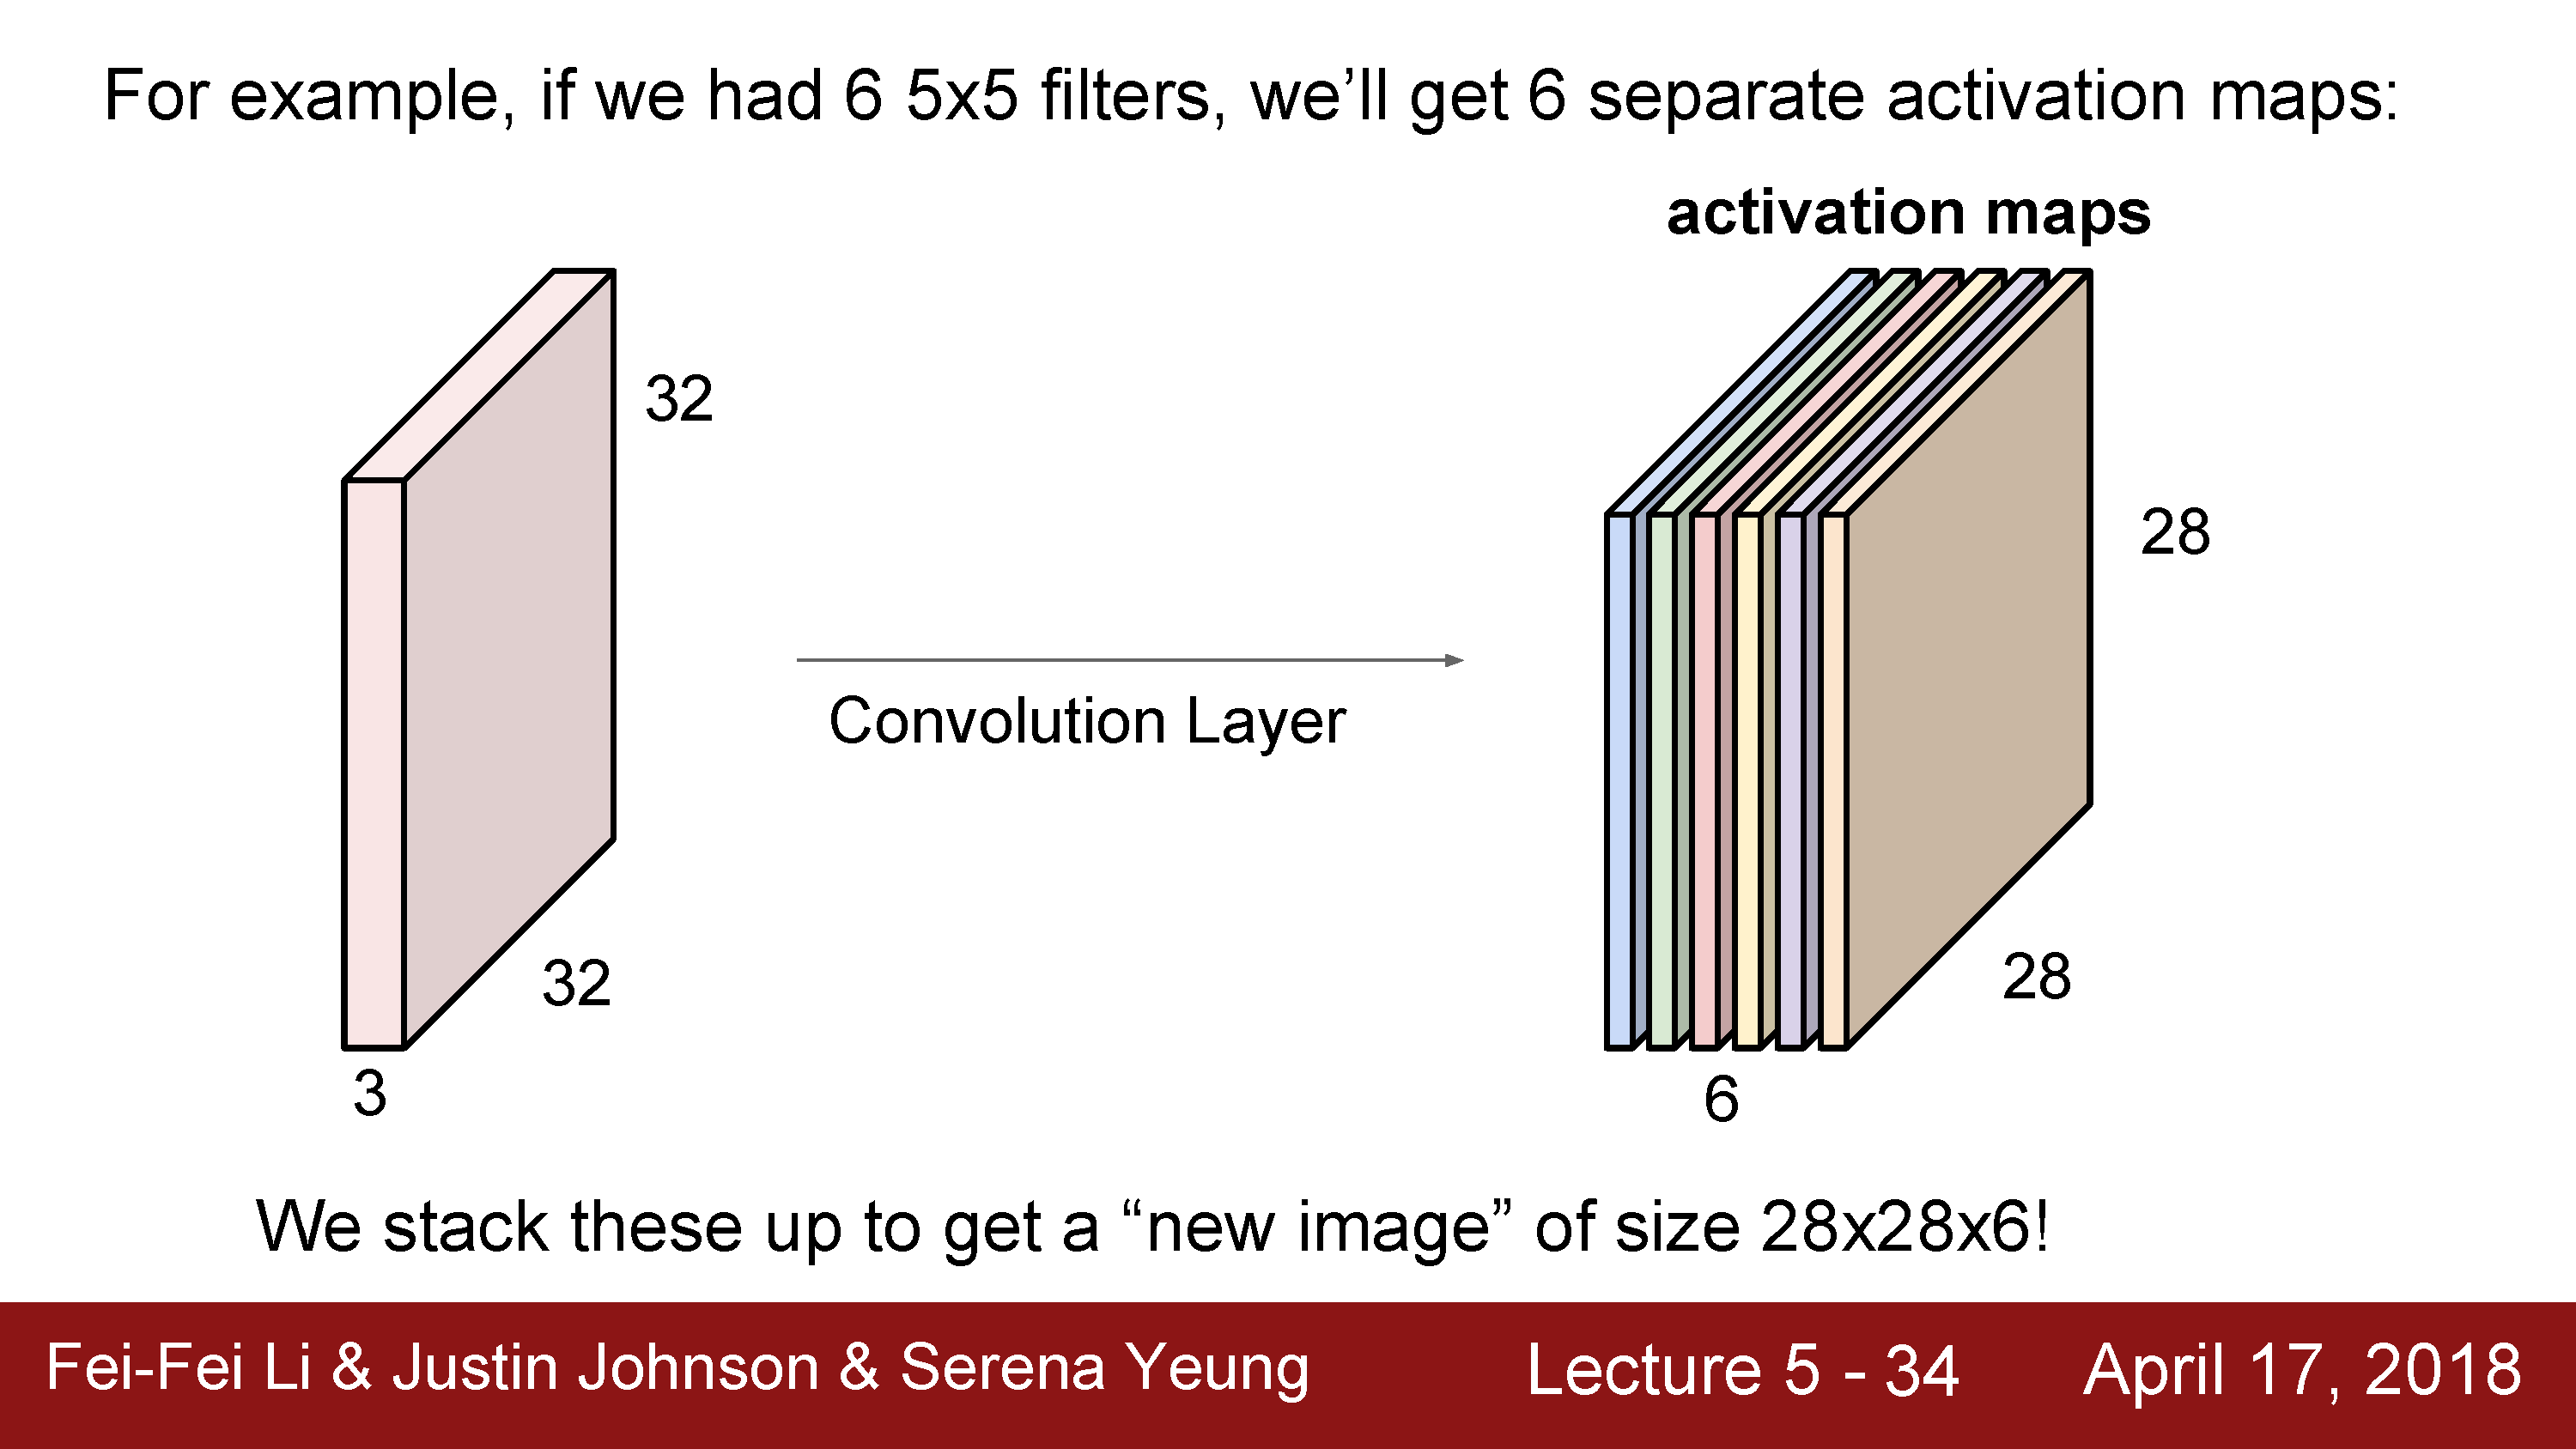 For example, if we had 6 5x5 filters, we’ll get 6 separate activation maps:
activation maps
32
28
Convolution Layer
32
28
3
6
We stack these up to get a “new image” of size 28x28x6!
Fei-Fei Li & Justin Johnson & Serena Yeung
Lecture 5 - 34
April 17, 2018